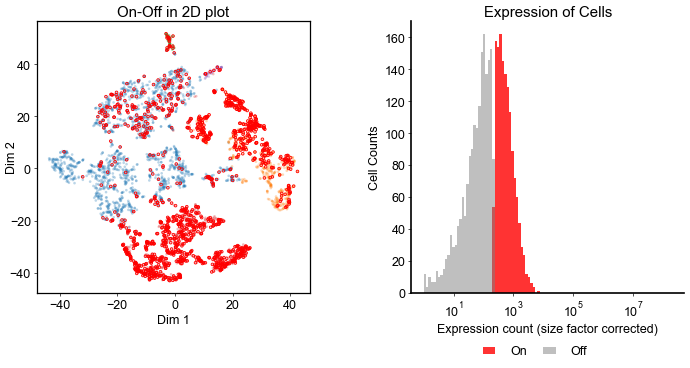 On-Off in 2D plot
40
20
0
−20
−40
−40
−20
0
20
40
Dim 2
Dim 1
Expression of Cells
160
140
120
100
80
60
40
20
0
10^1
10^3
10^5
10^7
Cell Counts
Expression count (size factor corrected)
On
Off